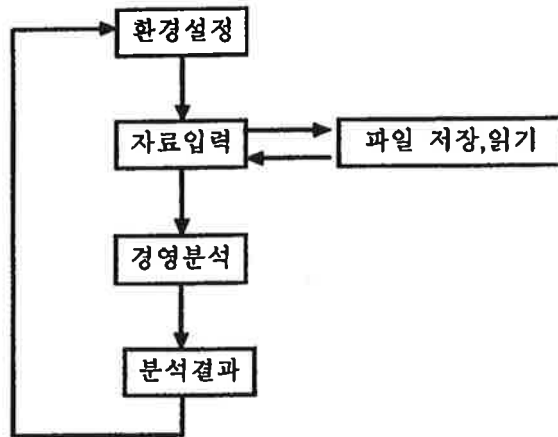 환경설정
자료입력
파일 저장,읽기
경영분석
분석결과